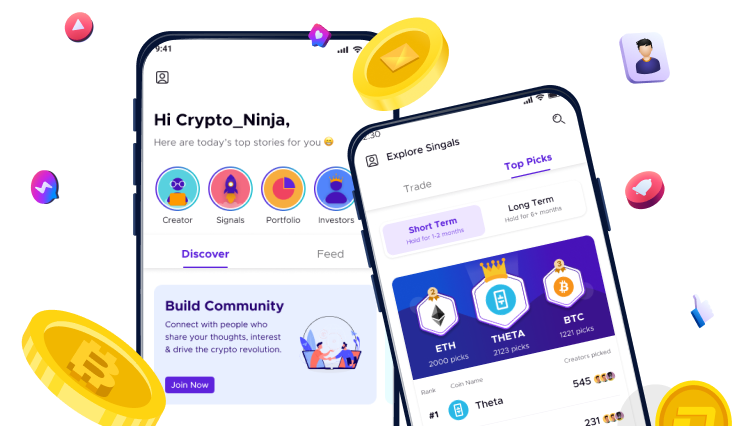 9:41
Hi Crypto_Ninja,
Here are today's top stories for you
Creator
Signals
Portfolio
Investors
Discover
Feed
Build Community
Connect with people who
share your thoughts, interest
& drive the crypto revolution.
Join Now
2:30
Explore Singals
Trade
Top Picks
Short Term
Hold for 1-2 months
Long Term
Hold for 6+ months
2
1
3
ETH
2000 picks
THETA
2123 picks
BTC
1221 picks
Rank
Coin Name
Creators picked
#1
Theta
545
231